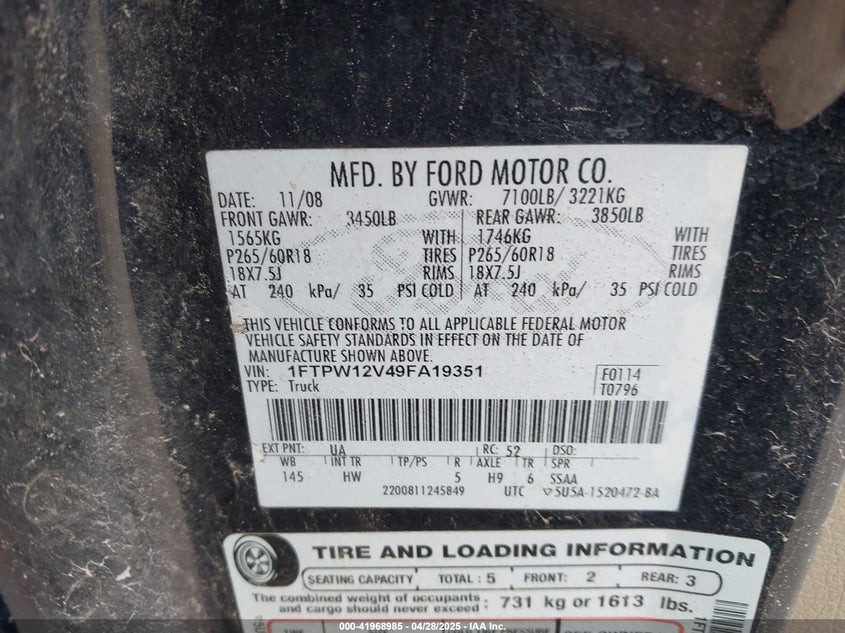 MFD. BY FORD MOTOR CO.
DATE: 11/08 GVWR: 7100LB/ 3221KG
FRONT GAWR: 3450LB REAR GAWR: 3850LB
1565KG WITH 1746KG WITH
P265/60R18 TIRES P265/60R18 TIRES
18X7.5J RIMS 18X7.5J RIMS
AT 240 kPa/ 35 PSI COLD AT 240 kPa/ 35 PSI COLD
THIS VEHICLE CONFORMS TO ALL APPLICABLE FEDERAL MOTOR
VEHICLE SAFETY STANDARDS IN EFFECT ON THE DATE OF
MANUFACTURE SHOWN ABOVE.
VIN: 1FTPW12V49FA19351 F0114
TYPE: Truck T0796
EXT PNT: UA RC: 52 DSO:
WB INT TR TP/PS R AXLE TR SPR
145 HW 5 H9 6 SSAA
2200811245849 UTC ▽5U5A-1520472-BA
TIRE AND LOADING INFORMATION
SEATING CAPACITY TOTAL : 5 FRONT: 2 REAR: 3
The combined weight of occupants
and cargo should never exceed : 731 kg or 1613 lbs.
000-41968985 - 04/28/2025 - IAA, Inc.